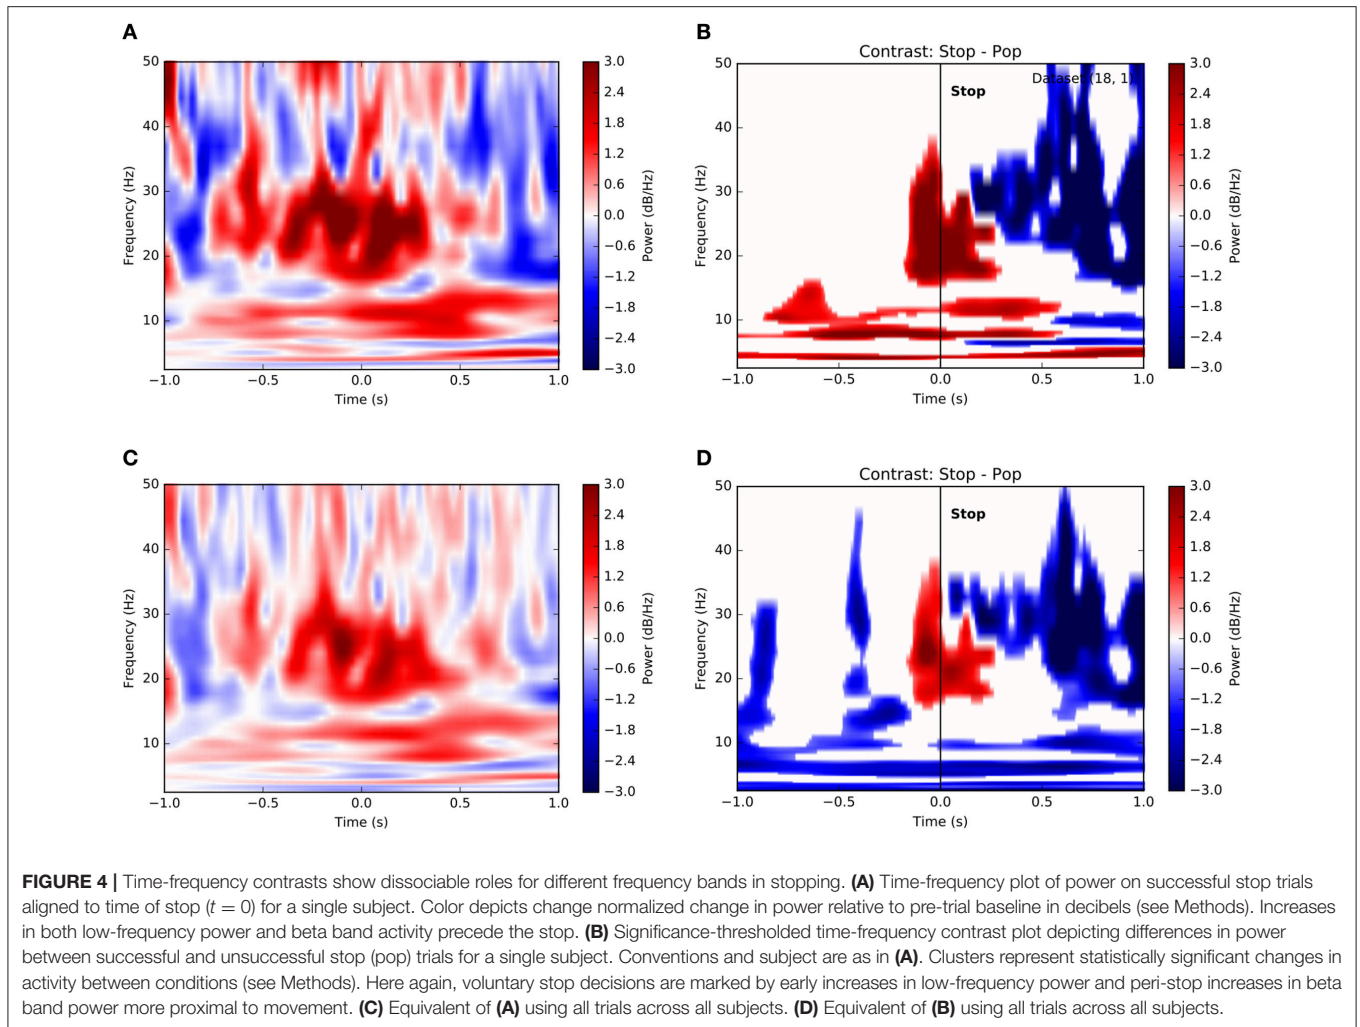 A
50
40
30
20
10
Frequency (Hz)
−1.0 −0.5 0.0 0.5 1.0
Time (s)
3.0
2.4
1.8
1.2
0.6
0.0
−0.6
−1.2
−1.8
−2.4
−3.0
Power (dB/Hz)
B
Contrast: Stop - Pop
Stop
Dataset (18, 1)
50
40
30
20
10
Frequency (Hz)
−1.0 −0.5 0.0 0.5 1.0
Time (s)
3.0
2.4
1.8
1.2
0.6
0.0
−0.6
−1.2
−1.8
−2.4
−3.0
Power (dB/Hz)
C
50
40
30
20
10
Frequency (Hz)
−1.0 −0.5 0.0 0.5 1.0
Time (s)
3.0
2.4
1.8
1.2
0.6
0.0
−0.6
−1.2
−1.8
−2.4
−3.0
Power (dB/Hz)
D
Contrast: Stop - Pop
Stop
50
40
30
20
10
Frequency (Hz)
−1.0 −0.5 0.0 0.5 1.0
Time (s)
3.0
2.4
1.8
1.2
0.6
0.0
−0.6
−1.2
−1.8
−2.4
−3.0
Power (dB/Hz)
FIGURE 4 | Time-frequency contrasts show dissociable roles for different frequency bands in stopping. (A) Time-frequency plot of power on successful stop trials
aligned to time of stop (t = 0) for a single subject. Color depicts change normalized change in power relative to pre-trial baseline in decibels (see Methods). Increases
in both low-frequency power and beta band activity precede the stop. (B) Significance-thresholded time-frequency contrast plot depicting differences in power
between successful and unsuccessful stop (pop) trials for a single subject. Conventions and subject are as in (A). Clusters represent statistically significant changes in
activity between conditions (see Methods). Here again, voluntary stop decisions are marked by early increases in low-frequency power and peri-stop increases in beta
band power more proximal to movement. (C) Equivalent of (A) using all trials across all subjects. (D) Equivalent of (B) using all trials across all subjects.